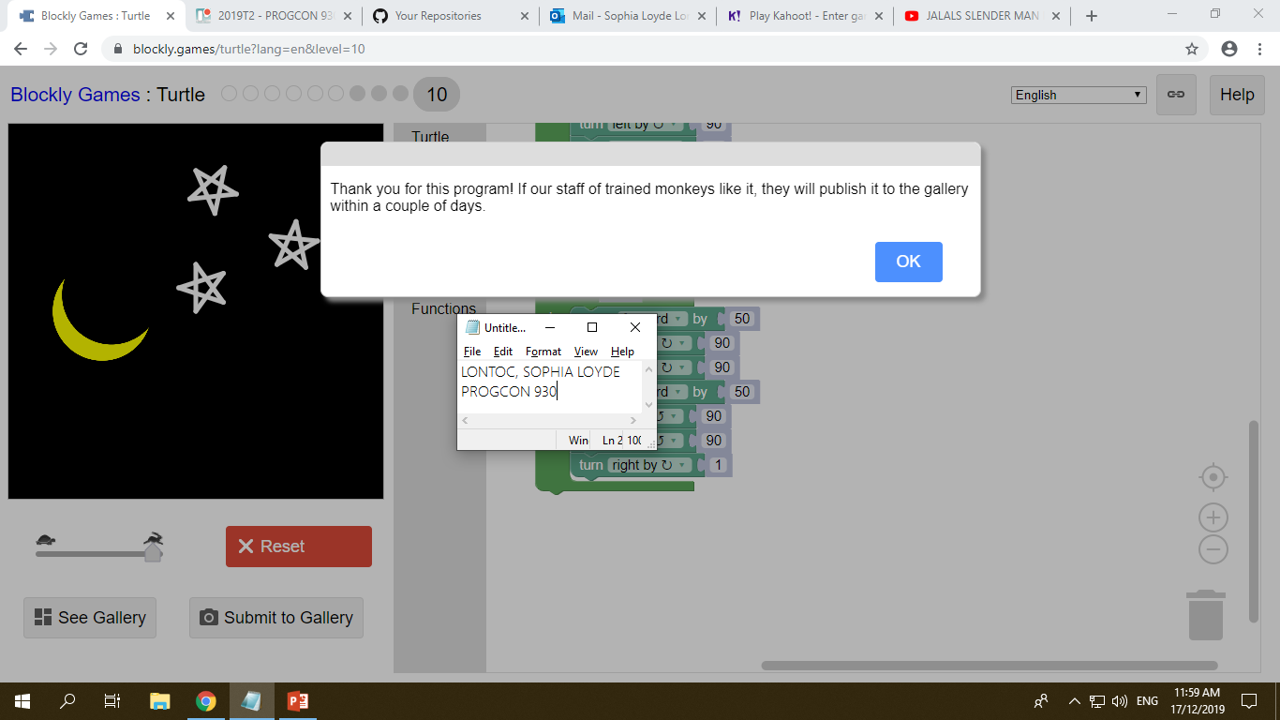 Blockly Games : Turtle
2019T2 - PROGCON 93
Your Repositories
Mail - Sophia Loyde Lo
Play Kahoot! - Enter ga
JALALS SLENDER MAN
blockly.games/turtle?lang=en&level=10
Blockly Games : Turtle
10
English
Help
Turtle
turn left by 90
Thank you for this program! If our staff of trained monkeys like it, they will publish it to the gallery
within a couple of days.
OK
Functions
by 50
90
90
by 50
90
90
turn right by 1
Untitle...
File Edit Format View Help
LONTOC, SOPHIA LOYDE
PROGCON 930
Win Ln 2 100
Reset
See Gallery
Submit to Gallery
ENG
11:59 AM
17/12/2019